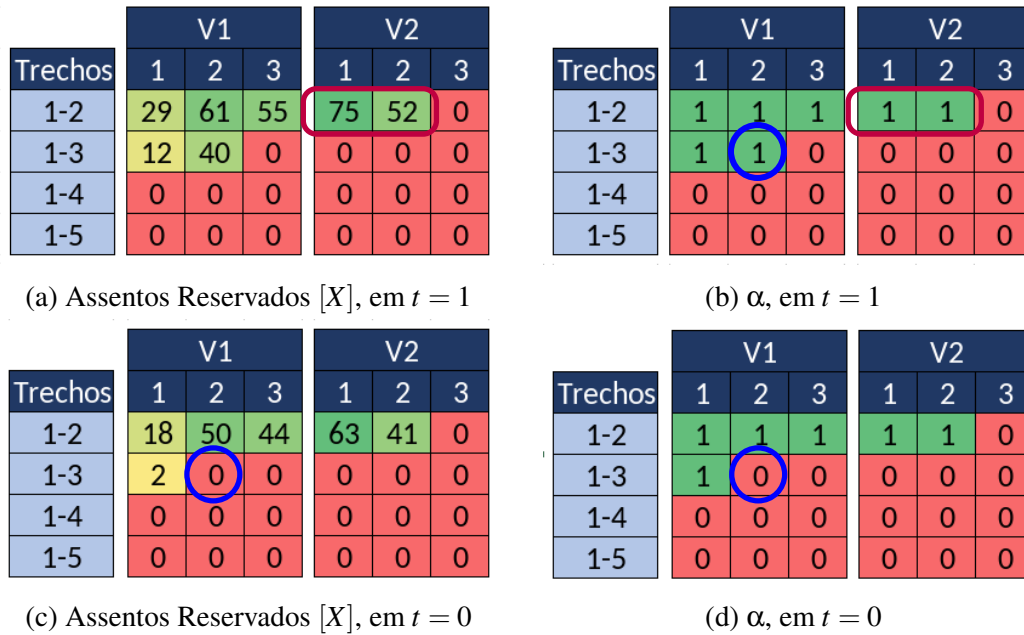 V1 V2 V1 V2
Trechos 1 2 3 1 2 3 Trechos 1 2 3 1 2 3
1-2 29 61 55 75 52 0 1-2 1 1 1 1 1 0
1-3 12 40 0 0 0 0 1-3 1 1 0 0 0 0
1-4 0 0 0 0 0 0 1-4 0 0 0 0 0 0
1-5 0 0 0 0 0 0 1-5 0 0 0 0 0 0
(a) Assentos Reservados [X], em t = 1 (b) α, em t = 1
V1 V2 V1 V2
Trechos 1 2 3 1 2 3 Trechos 1 2 3 1 2 3
1-2 18 50 44 63 41 0 1-2 1 1 1 1 1 0
1-3 2 0 0 0 0 0 1-3 1 0 0 0 0 0
1-4 0 0 0 0 0 0 1-4 0 0 0 0 0 0
1-5 0 0 0 0 0 0 1-5 0 0 0 0 0 0
(c) Assentos Reservados [X], em t = 0 (d) α, em t = 0